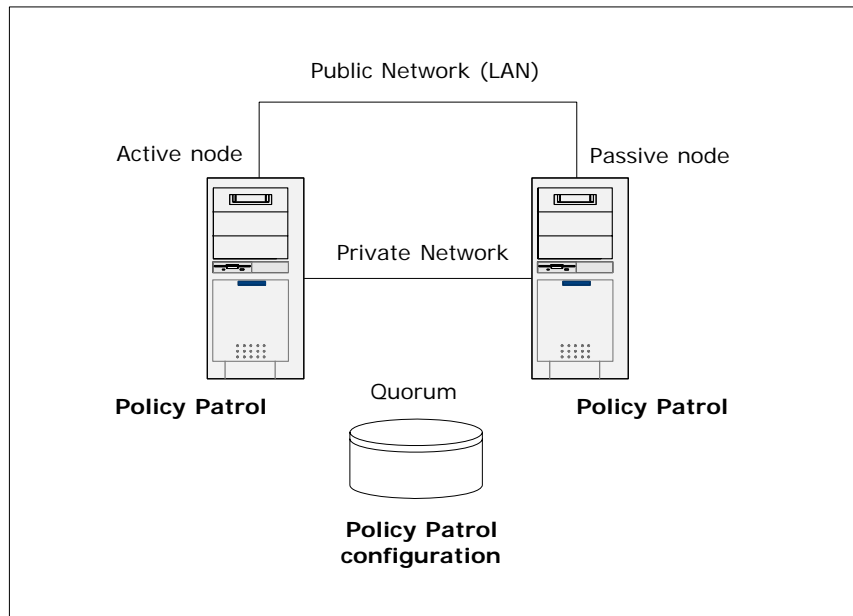 Public Network (LAN)
Active node
Passive node
Private Network
Policy Patrol
Quorum
Policy Patrol
Policy Patrol
configuration